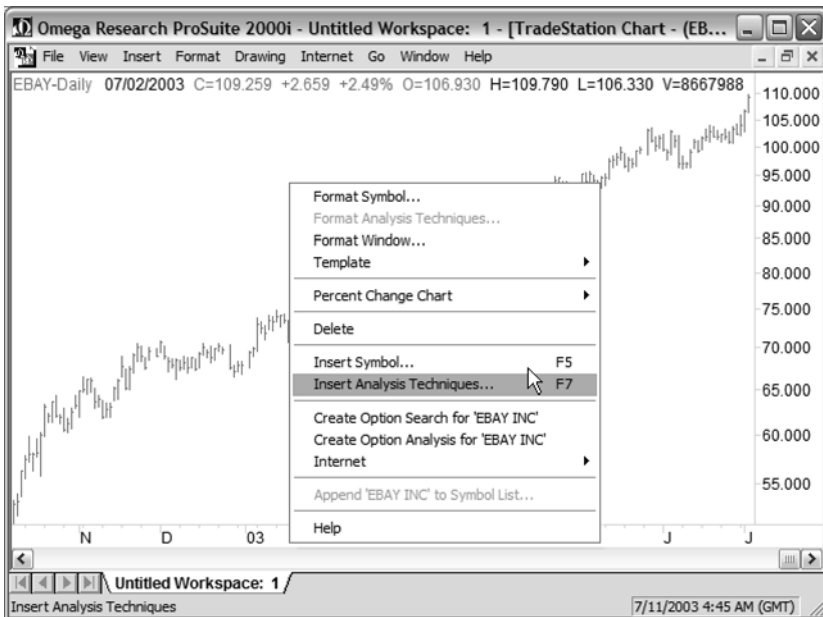 Omega Research ProSuite 2000i - Untitled Workspace: 1 - [TradeStation Chart - (EB...
File View Insert Format Drawing Internet Go Window Help
EBAY-Daily 07/02/2003 C=109.259 +2.659 +2.49% O=106.930 H=109.790 L=106.330 V=8667988
110.000
105.000
100.000
95.000
90.000
85.000
80.000
75.000
70.000
65.000
60.000
55.000
Format Symbol...
Format Analysis Techniques...
Format Window...
Template
Percent Change Chart
Delete
Insert Symbol... F5
Insert Analysis Techniques... F7
Create Option Search for 'EBAY INC'
Create Option Analysis for 'EBAY INC'
Internet
Append 'EBAY INC' to Symbol List...
Help
N D 03 J J
Untitled Workspace: 1
Insert Analysis Techniques 7/11/2003 4:45 AM (GMT)